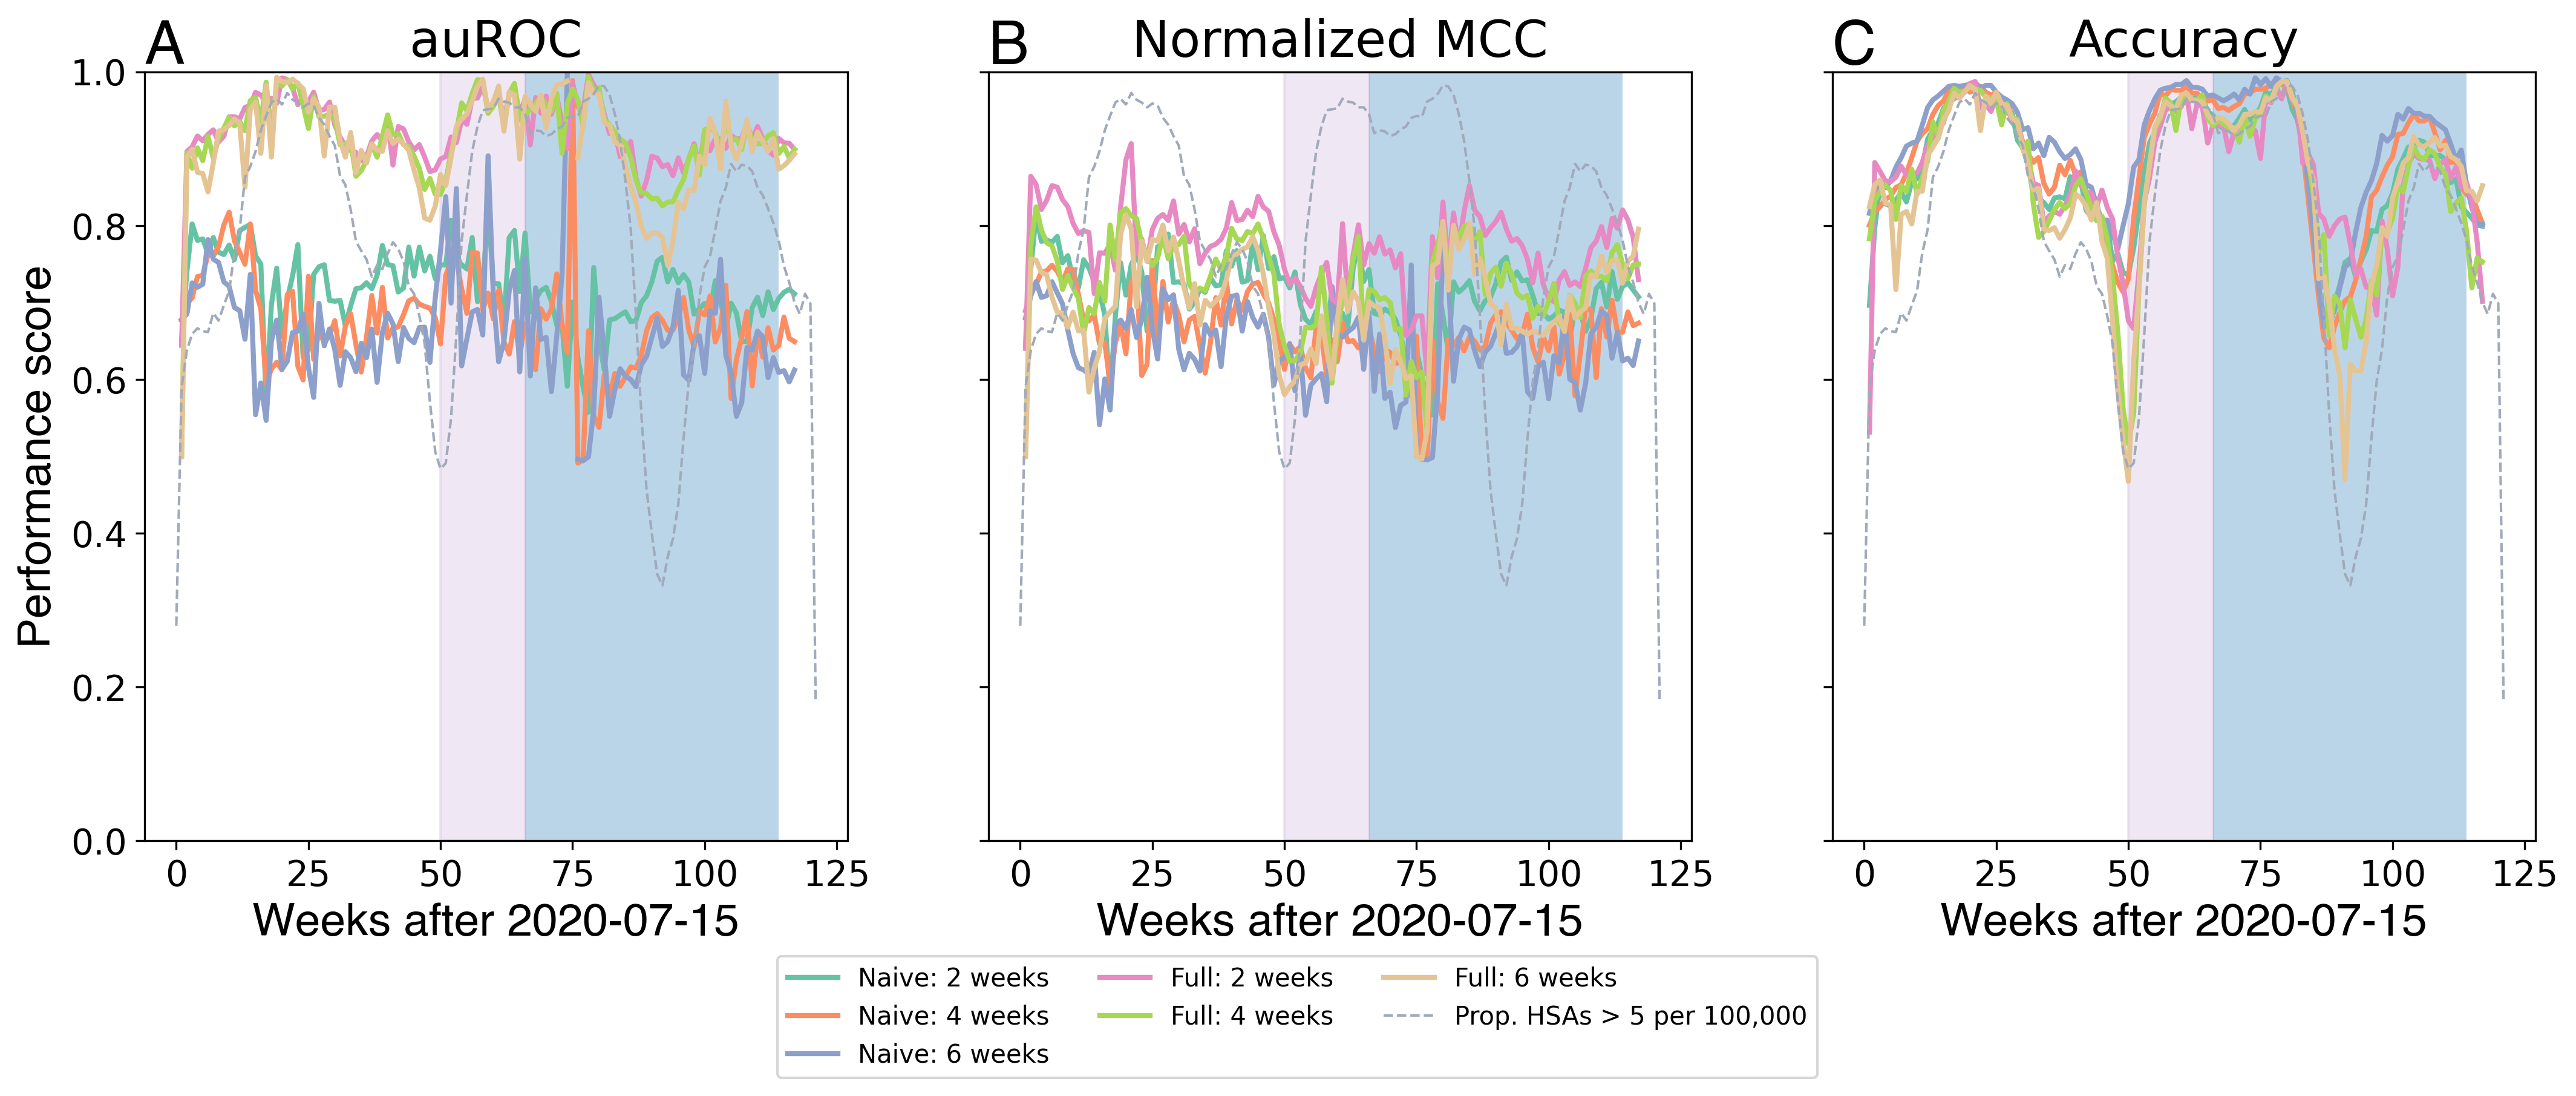 A auROC
B Normalized MCC
C Accuracy
Performance score
1.0
0.8
0.6
0.4
0.2
0.0
0 25 50 75 100 125
0 25 50 75 100 125
0 25 50 75 100 125
Weeks after 2020-07-15
Weeks after 2020-07-15
Weeks after 2020-07-15
Naive: 2 weeks
Naive: 4 weeks
Naive: 6 weeks
Full: 2 weeks
Full: 4 weeks
Full: 6 weeks
Prop. HSAs > 5 per 100,000